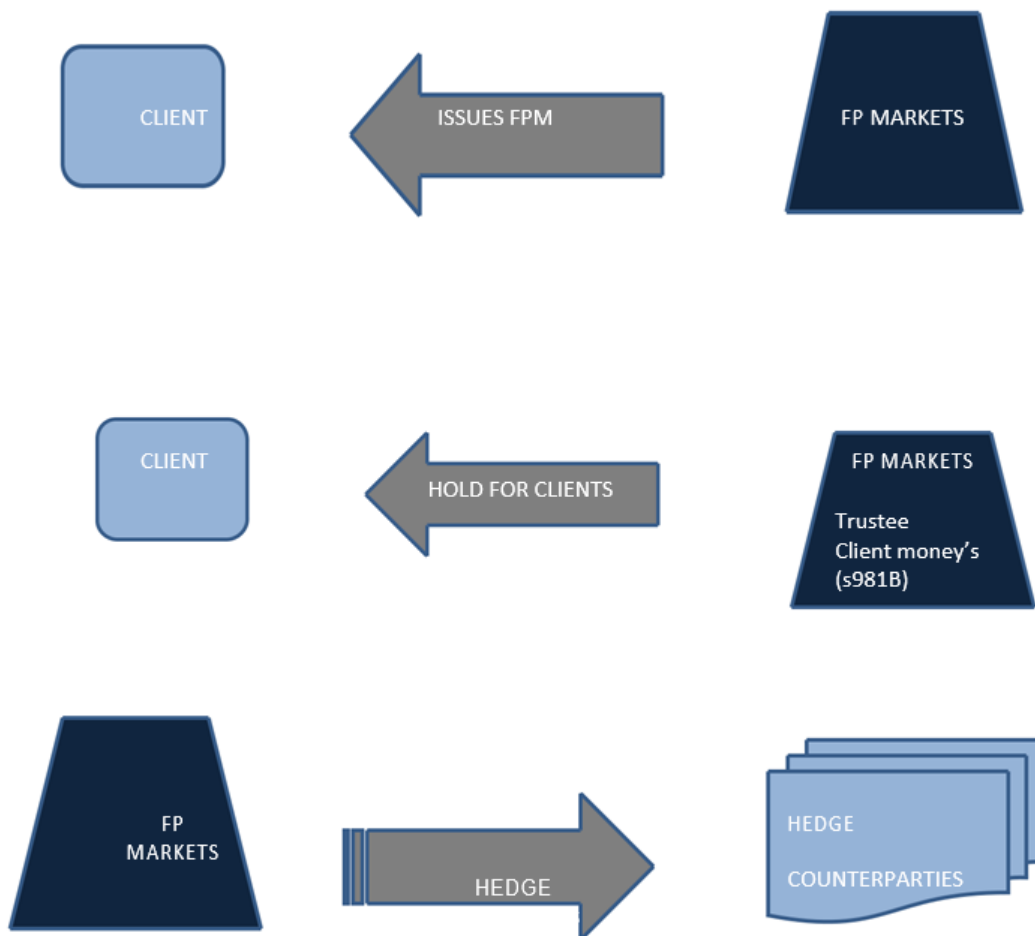 CLIENT
ISSUES FPM
FP MARKETS
CLIENT
HOLD FOR CLIENTS
FP MARKETS
Trustee
Client money’s
(s981B)
FP
MARKETS
HEDGE
HEDGE
COUNTERPARTIES